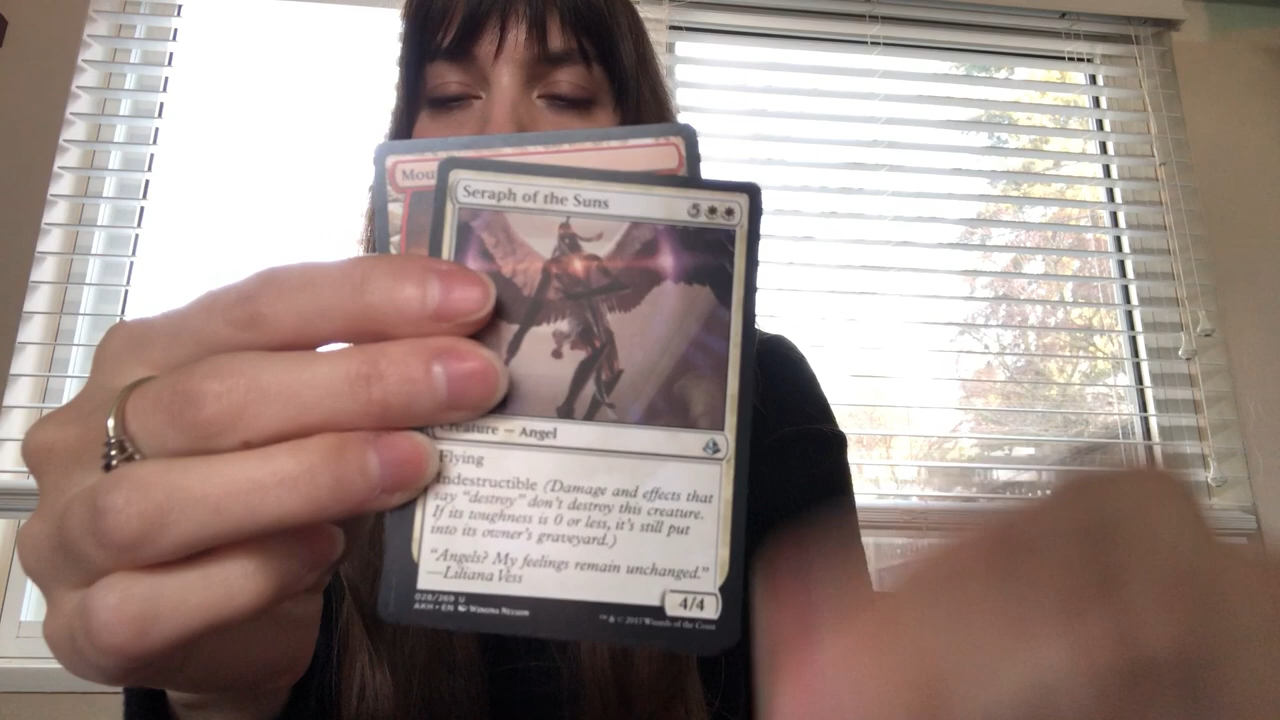 Mou
Seraph of the Suns
5
Creature — Angel
Flying
Indestructible (Damage and effects that
say "destroy" don't destroy this creature.
If its toughness is 0 or less, it's still put
into its owner's graveyard.)
"Angels? My feelings remain unchanged."
—Liliana Vess
4/4
028/269 U
AKH • EN Winona Nelson
™ & © 2017 Wizards of the Coast